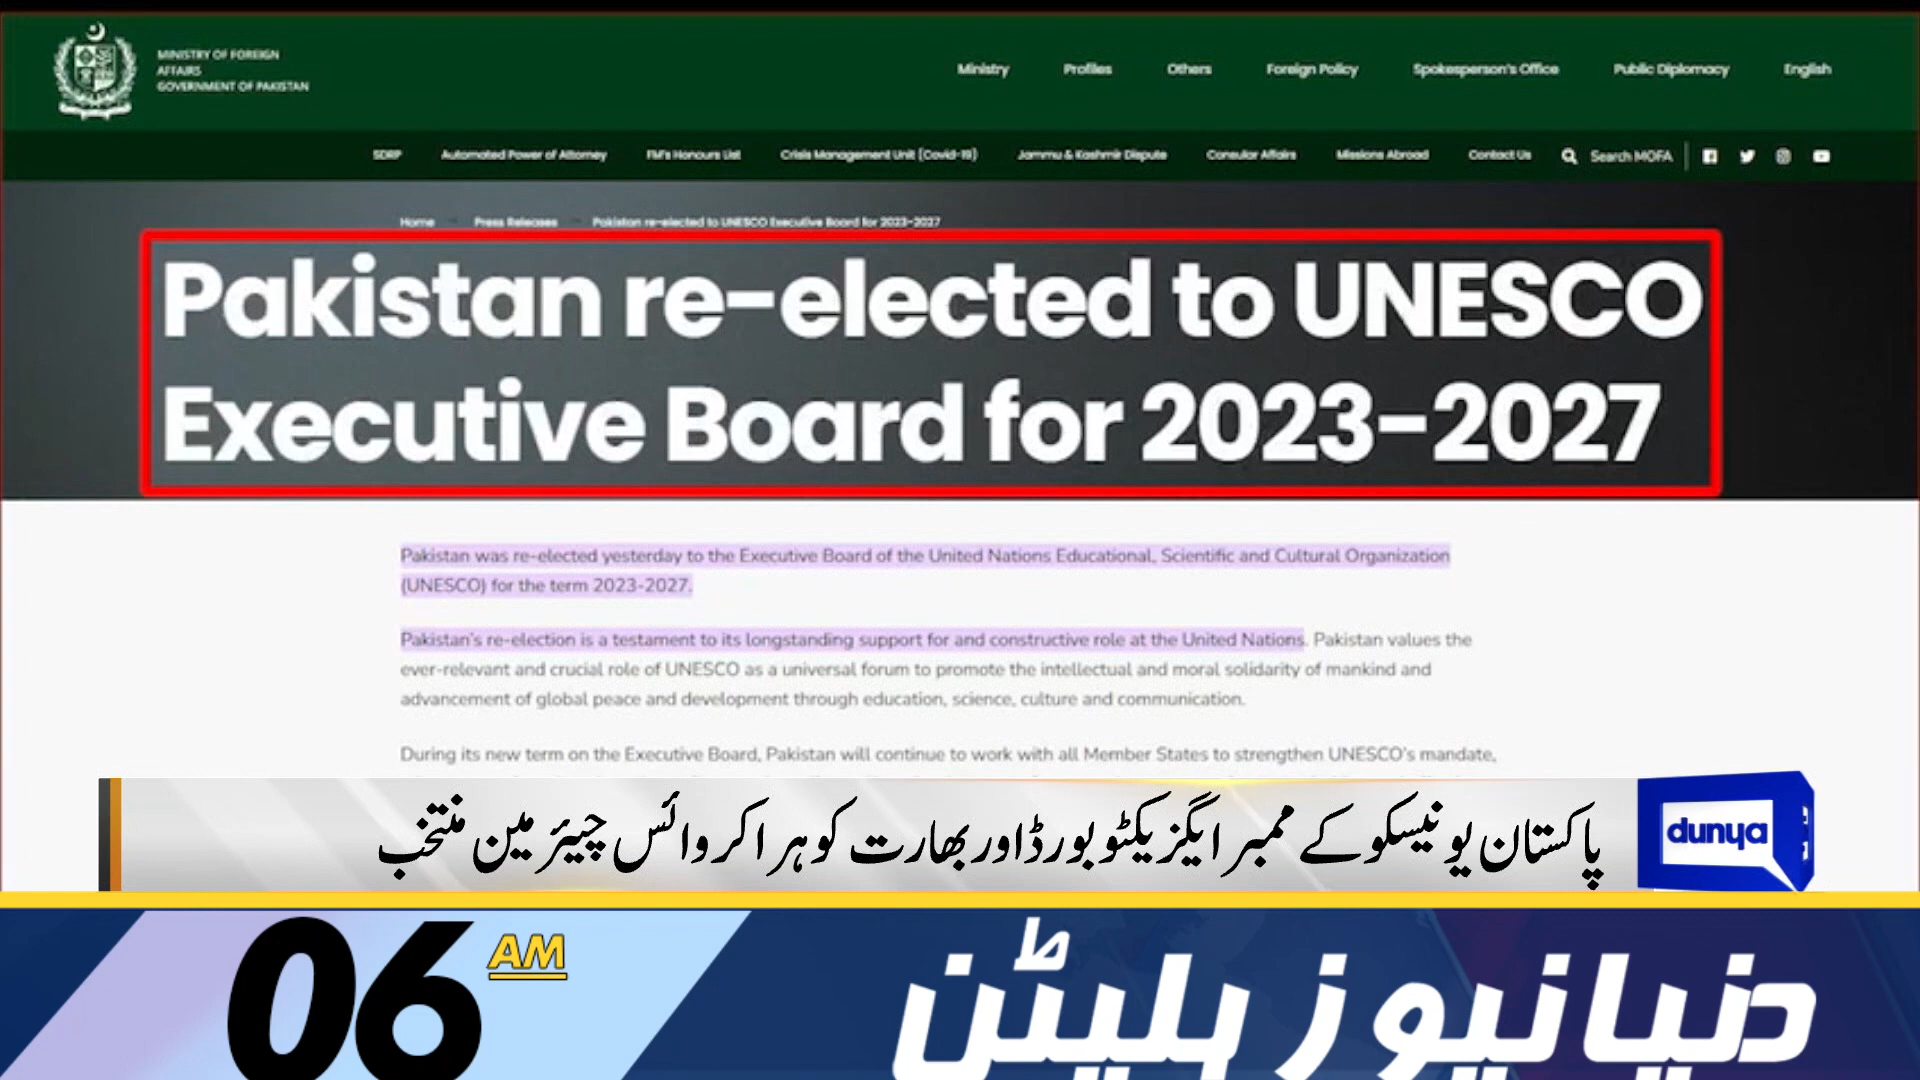 MINISTRY OF FOREIGN
AFFAIRS
GOVERNMENT OF PAKISTAN
Ministry Profiles Others Foreign Policy Spokesperson's Office Public Diplomacy English
SDRP Automated Power of Attorney FM's Honours List Crisis Management Unit (Covid-19) Jammu & Kashmir Dispute Consular Affairs Missions Abroad Contact Us Search MOFA
Home Press Releases Pakistan re-elected to UNESCO Executive Board for 2023-2027
Pakistan re-elected to UNESCO
Executive Board for 2023-2027
Pakistan was re-elected yesterday to the Executive Board of the United Nations Educational, Scientific and Cultural Organization
(UNESCO) for the term 2023-2027.
Pakistan's re-election is a testament to its longstanding support for and constructive role at the United Nations. Pakistan values the
ever-relevant and crucial role of UNESCO as a universal forum to promote the intellectual and moral solidarity of mankind and
advancement of global peace and development through education, science, culture and communication.
During its new term on the Executive Board, Pakistan will continue to work with all Member States to strengthen UNESCO's mandate,
پاکستان یونیسکو کے ممبر ایگزیکٹو بورڈ اور بھارت کو ہرا کر وائس چیئرمین منتخب
dunya
06 AM
دنیا نیوز بلیٹن